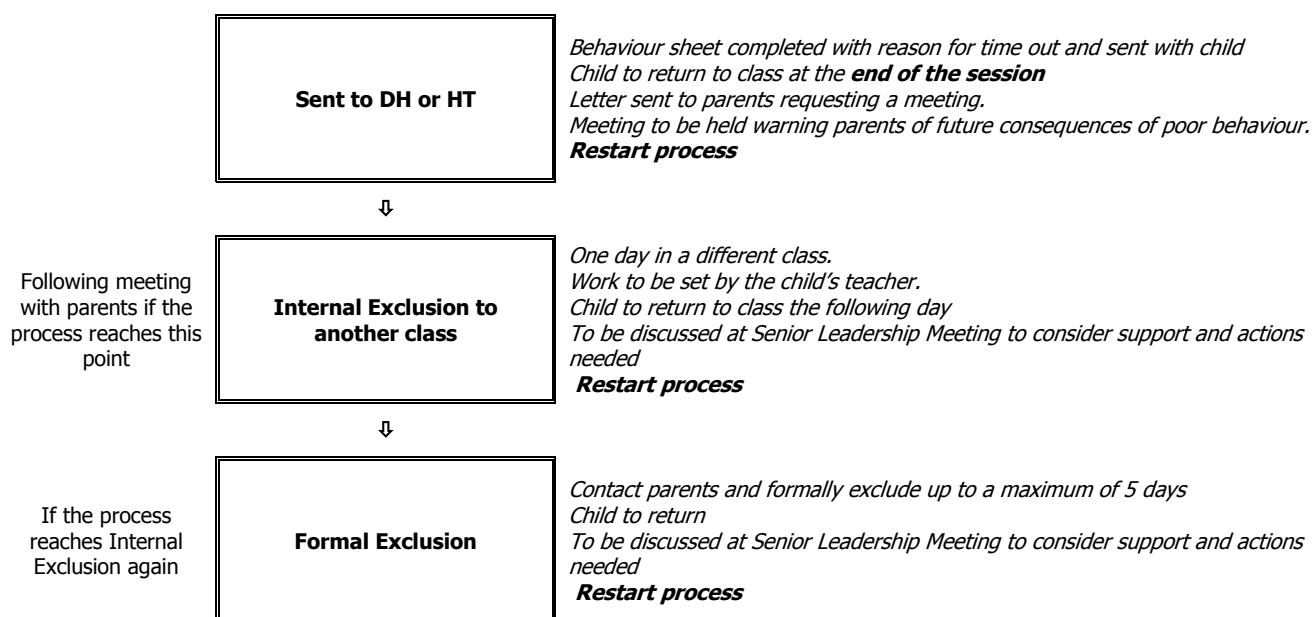 Sent to DH or HT
Behaviour sheet completed with reason for time out and sent with child
Child to return to class at the end of the session
Letter sent to parents requesting a meeting.
Meeting to be held warning parents of future consequences of poor behaviour.
Restart process
⇩
Following meeting
with parents if the
process reaches this
point
Internal Exclusion to
another class
One day in a different class.
Work to be set by the child’s teacher.
Child to return to class the following day
To be discussed at Senior Leadership Meeting to consider support and actions
needed
Restart process
⇩
If the process
reaches Internal
Exclusion again
Formal Exclusion
Contact parents and formally exclude up to a maximum of 5 days
Child to return
To be discussed at Senior Leadership Meeting to consider support and actions
needed
Restart process